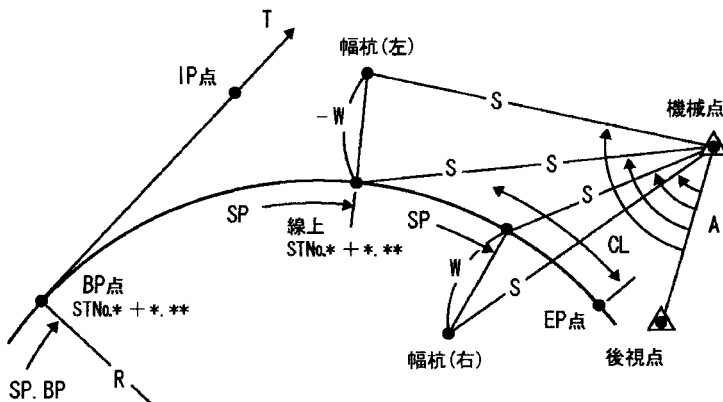 T
IP点
幅杭(左)
機械点
S
-W
S
S
S
SP
線上
STNo.* + *.**
SP
CL
A
W
S
BP点
STNo.* + *.**
EP点
後視点
幅杭(右)
R
SP.BP